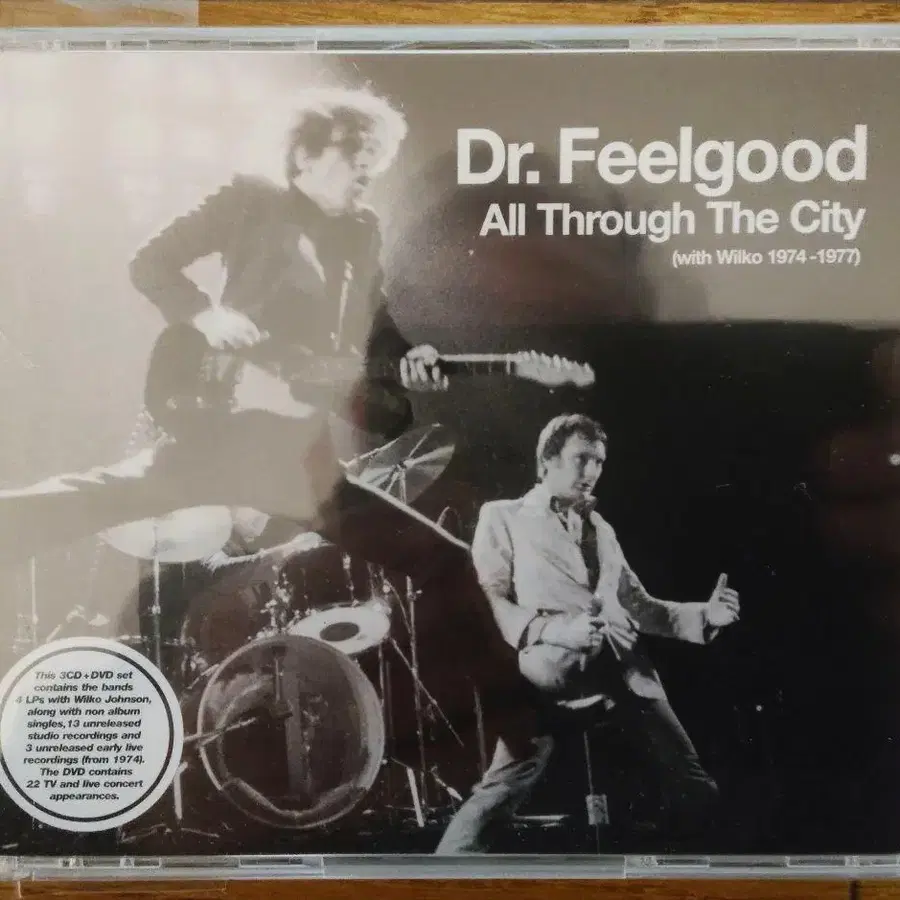 Dr. Feelgood
All Through The City
(with Wilko 1974-1977)
This 3CD+DVD set
contains the bands
4 LPs with Wilko Johnson,
along with non album
singles, 13 unreleased
studio recordings and
3 unreleased early live
recordings (from 1974).
The DVD contains
22 TV and live concert
appearances.